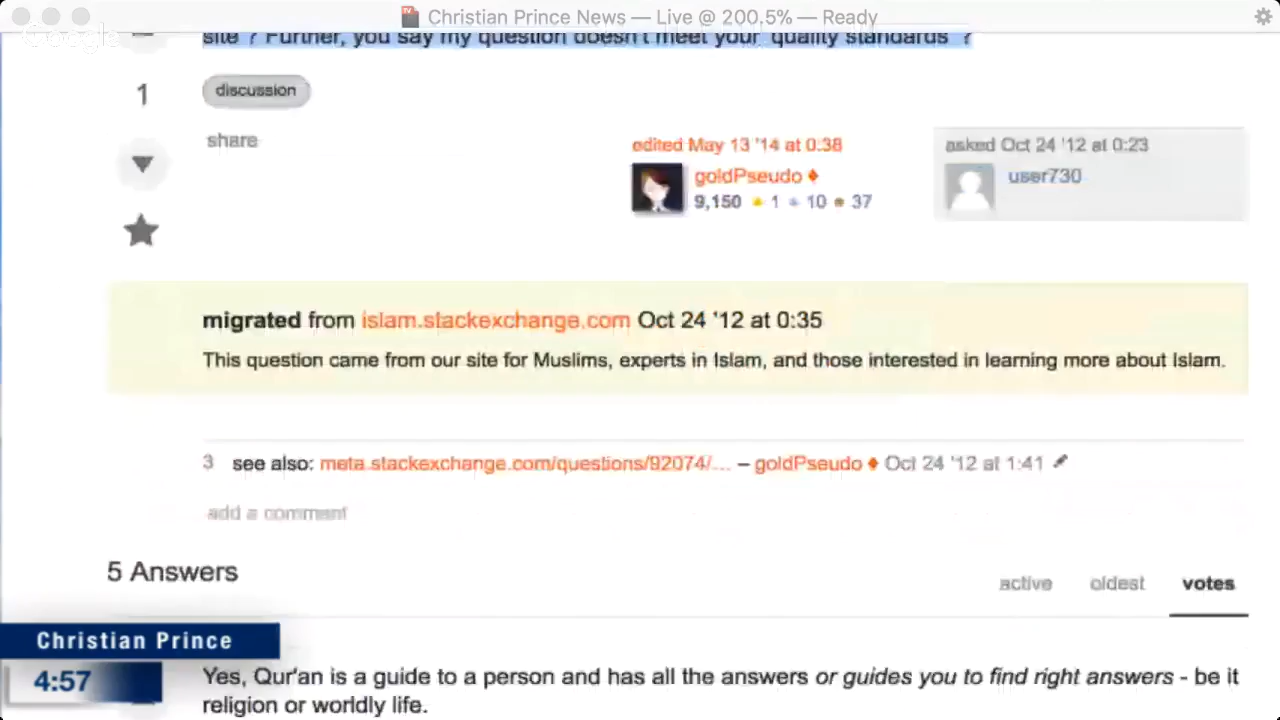 Christian Prince News — Live @ 200.5% — Ready
Google
site ? Further, you say my question doesn't meet your quality standards ?
1
discussion
share
edited May 13 '14 at 0:38
goldPseudo ♦
9,150 1 10 37
asked Oct 24 '12 at 0:23
user730
migrated from islam.stackexchange.com Oct 24 '12 at 0:35
This question came from our site for Muslims, experts in Islam, and those interested in learning more about Islam.
3 see also: meta.stackexchange.com/questions/92074/... – goldPseudo ♦ Oct 24 '12 at 1:41
add a comment
5 Answers
active oldest votes
Christian Prince
4:57
Yes, Qur'an is a guide to a person and has all the answers or guides you to find right answers - be it
religion or worldly life.